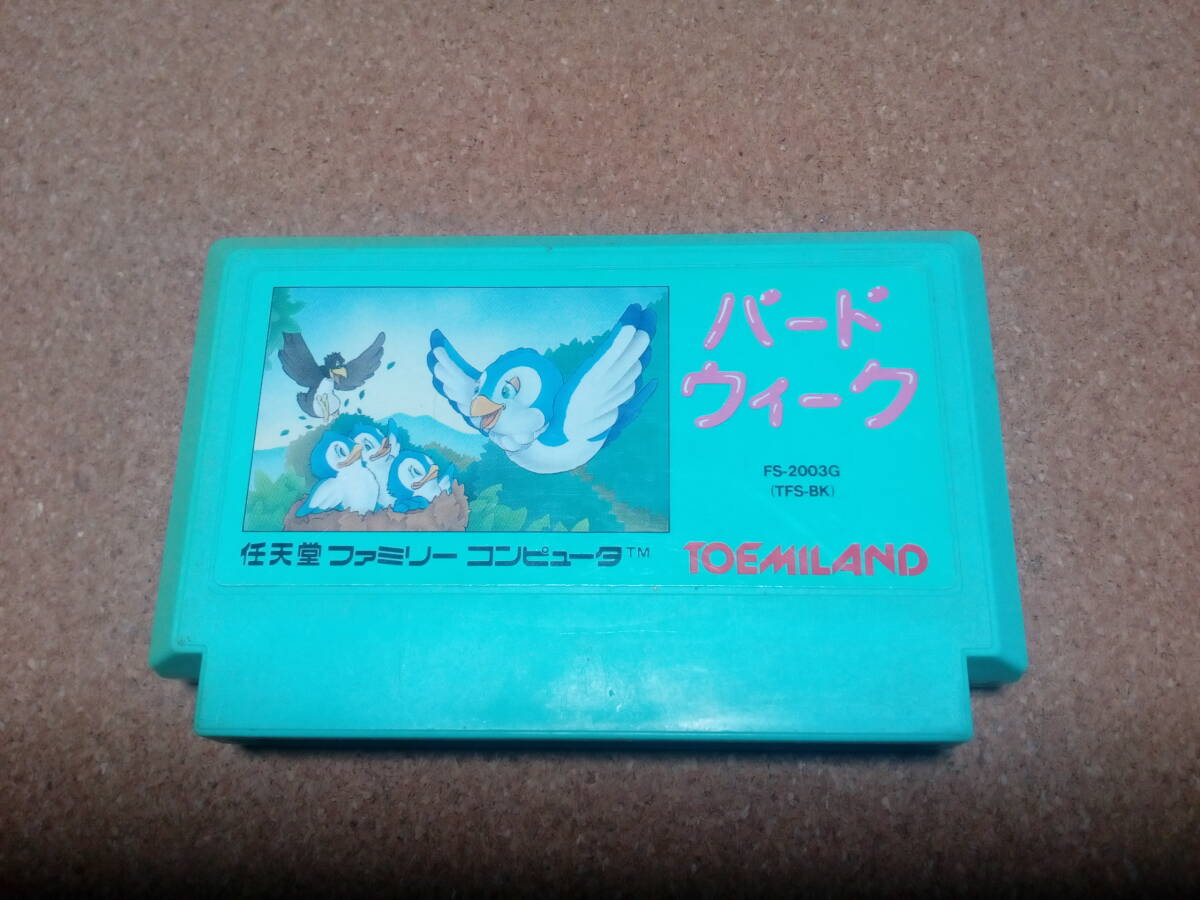 バード
ウィーク
FS-2003G
(TFS-BK)
任天堂 ファミリー コンピュータ™
TOEMILAND